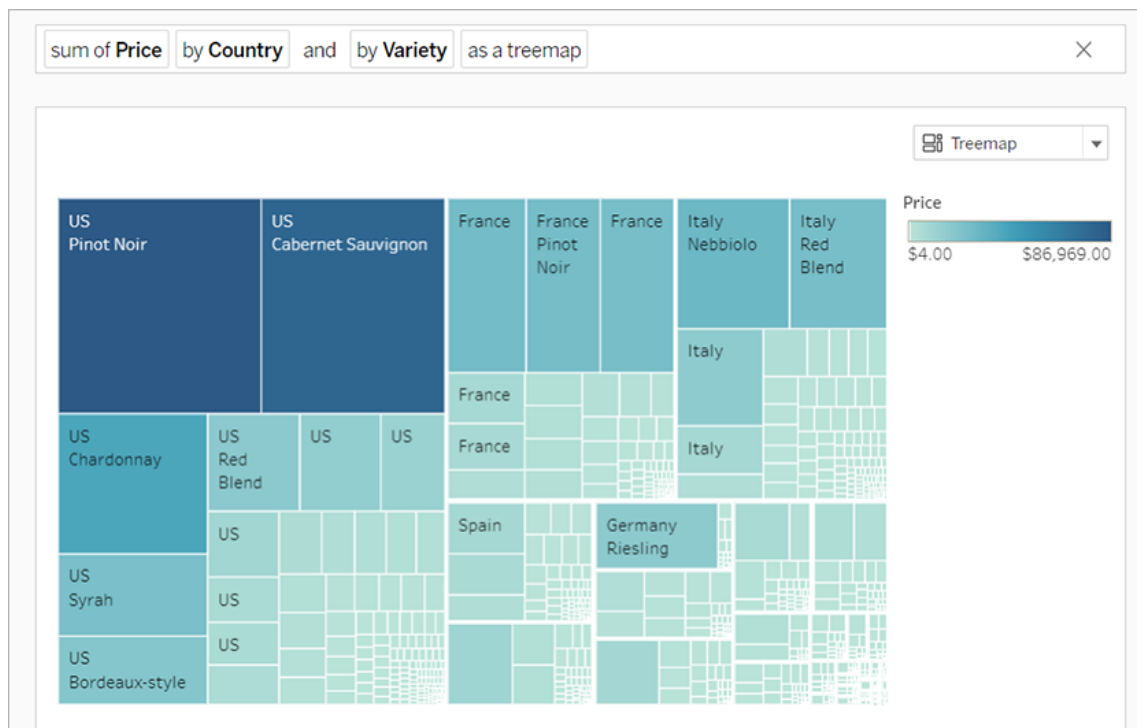 sum of Price by Country and by Variety as a treemap
Treemap
Price
$4.00 $86,969.00
US
Pinot Noir
US
Cabernet Sauvignon
France
France
Pinot
Noir
France
Italy
Nebbiolo
Italy
Red
Blend
Italy
Italy
France
France
US
Chardonnay
US
Red
Blend
US
US
US
US
US
US
Syrah
US
Bordeaux-style
Spain
Germany
Riesling